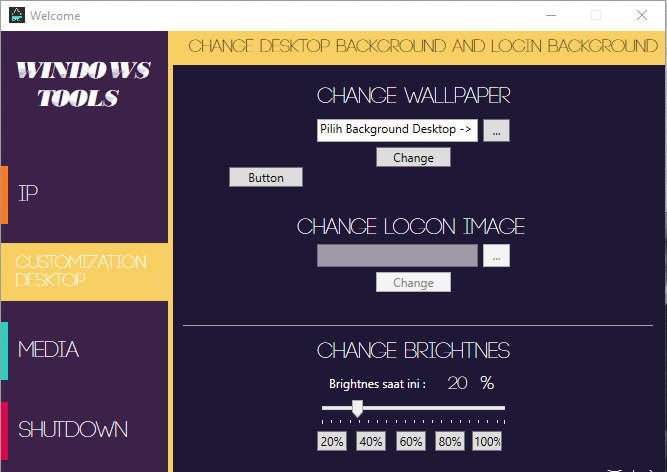 Welcome
WINDOWS
TOOLS
IP
CUSTOMIZATION
DESKTOP
MEDIA
SHUTDOWN
CHANGE DESKTOP BACKGROUND AND LOGIN BACKGROUND
CHANGE WALLPAPER
Pilih Background Desktop -> ...
Change
Button
CHANGE LOGON IMAGE
...
Change
CHANGE BRIGHTNES
Brightnes saat ini : 20 %
20% 40% 60% 80% 100%